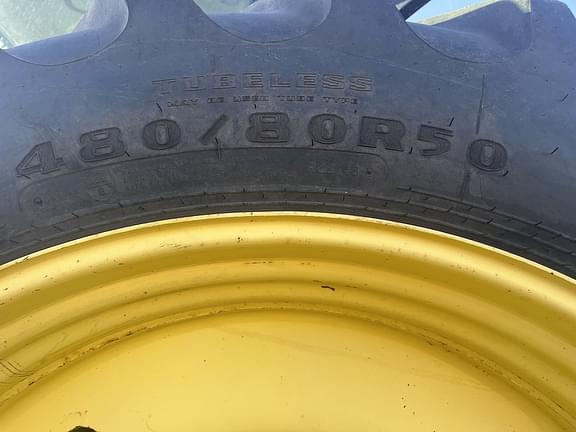 TUBELESS
MAY BE USED TUBE TYPE
480/80R50